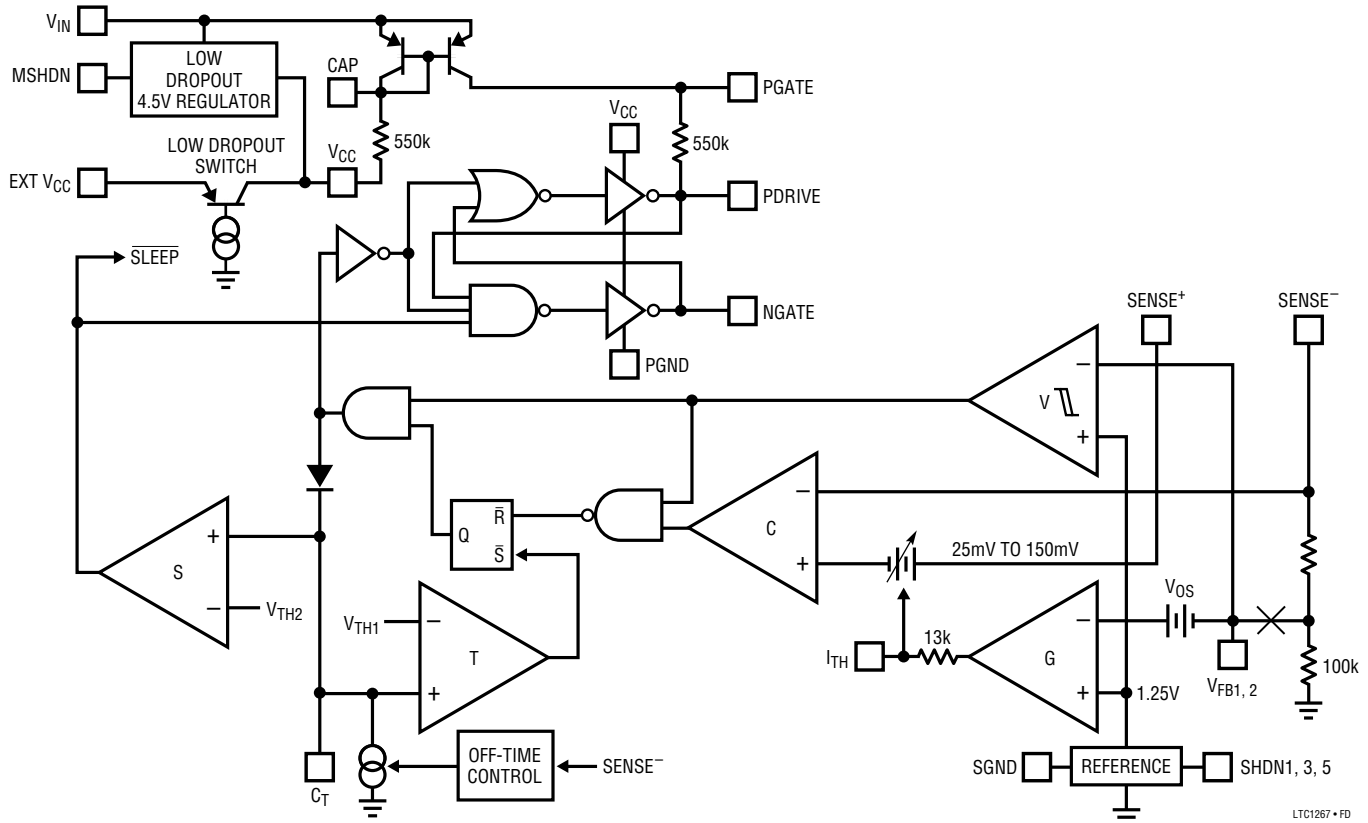 VIN
LOW
DROPOUT
4.5V REGULATOR
MSHDN
CAP
PGATE
VCC
550k
550k
LOW DROPOUT
SWITCH
VCC
EXT VCC
PDRIVE
SLEEP
NGATE
SENSE+
SENSE−
PGND
V
−
+
Q
R
S
C
−
+
25mV TO 150mV
S
+
−
VTH2
VTH1
T
−
+
VOS
ITH
13k
G
−
+
1.25V
VFB1, 2
100k
OFF-TIME
CONTROL
SENSE−
CT
SGND
REFERENCE
SHDN1, 3, 5
LTC1267 • FD